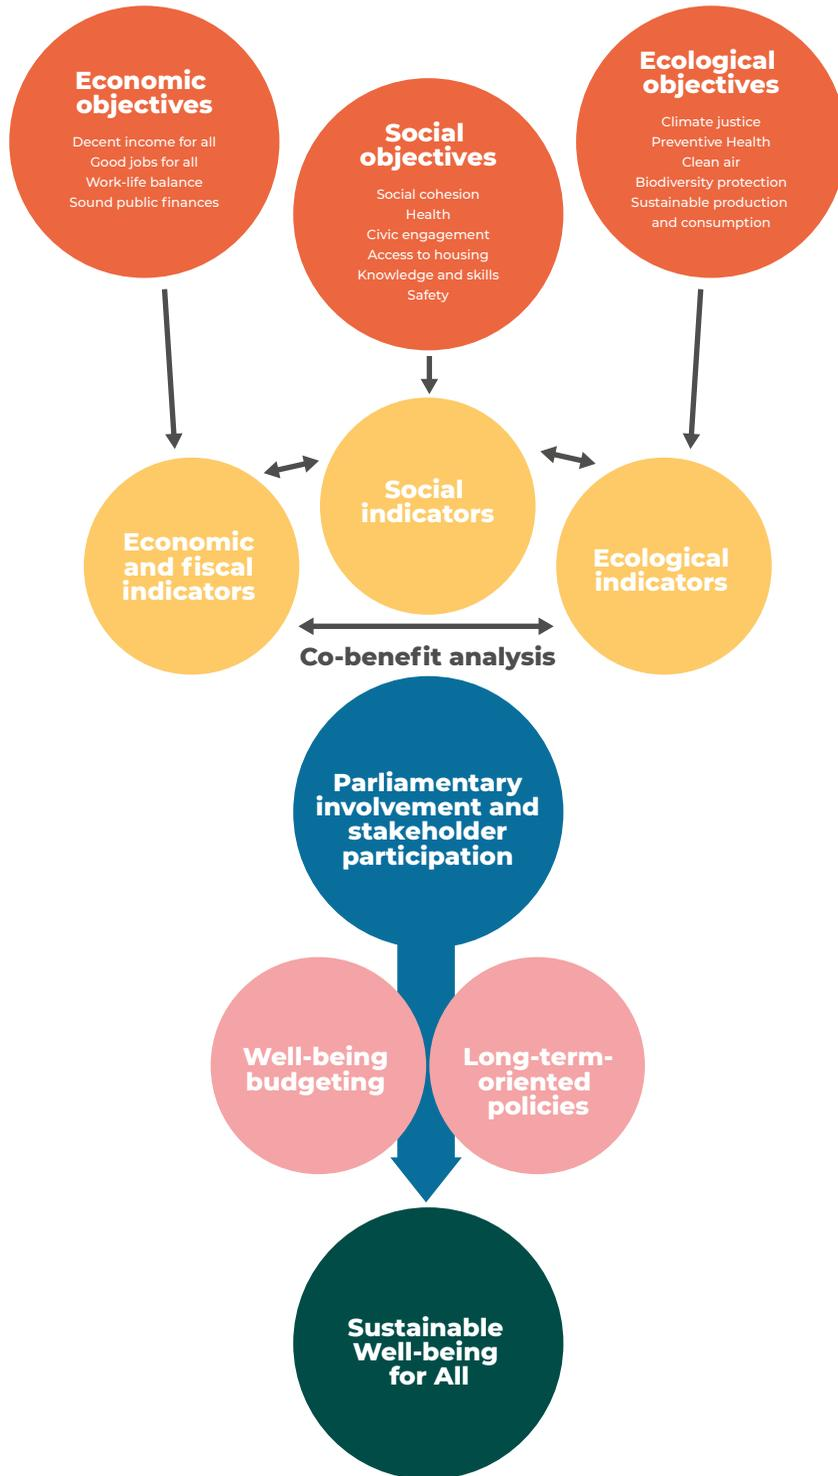 Economic
objectives
Decent income for all
Good jobs for all
Work-life balance
Sound public finances
Social
objectives
Social cohesion
Health
Civic engagement
Access to housing
Knowledge and skills
Safety
Ecological
objectives
Climate justice
Preventive Health
Clean air
Biodiversity protection
Sustainable production
and consumption
Economic
and fiscal
indicators
Social
indicators
Ecological
indicators
Co-benefit analysis
Parliamentary
involvement and
stakeholder
participation
Well-being
budgeting
Long-term-
oriented
policies
Sustainable
Well-being
for All